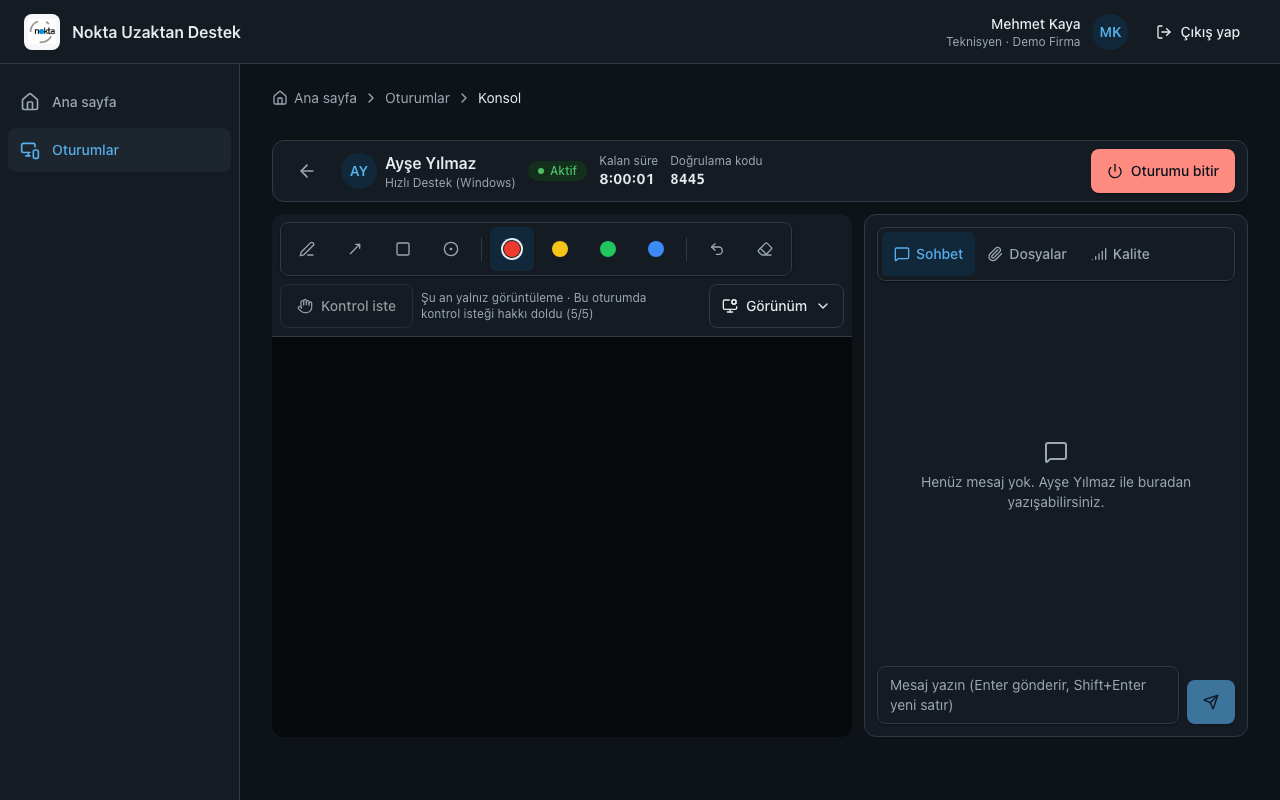 nokta
Nokta Uzaktan Destek
Mehmet Kaya
Teknisyen · Demo Firma
MK
Çıkış yap
Ana sayfa
Oturumlar
Ana sayfa
Oturumlar
Konsol
AY
Ayşe Yılmaz
Hızlı Destek (Windows)
Aktif
Kalan süre
8:00:01
Doğrulama kodu
8445
Oturumu bitir
Kontrol iste
Şu an yalnız görüntüleme · Bu oturumda
kontrol isteği hakkı doldu (5/5)
Görünüm
Sohbet
Dosyalar
Kalite
Henüz mesaj yok. Ayşe Yılmaz ile buradan
yazışabilirsiniz.
Mesaj yazın (Enter gönderir, Shift+Enter
yeni satır)